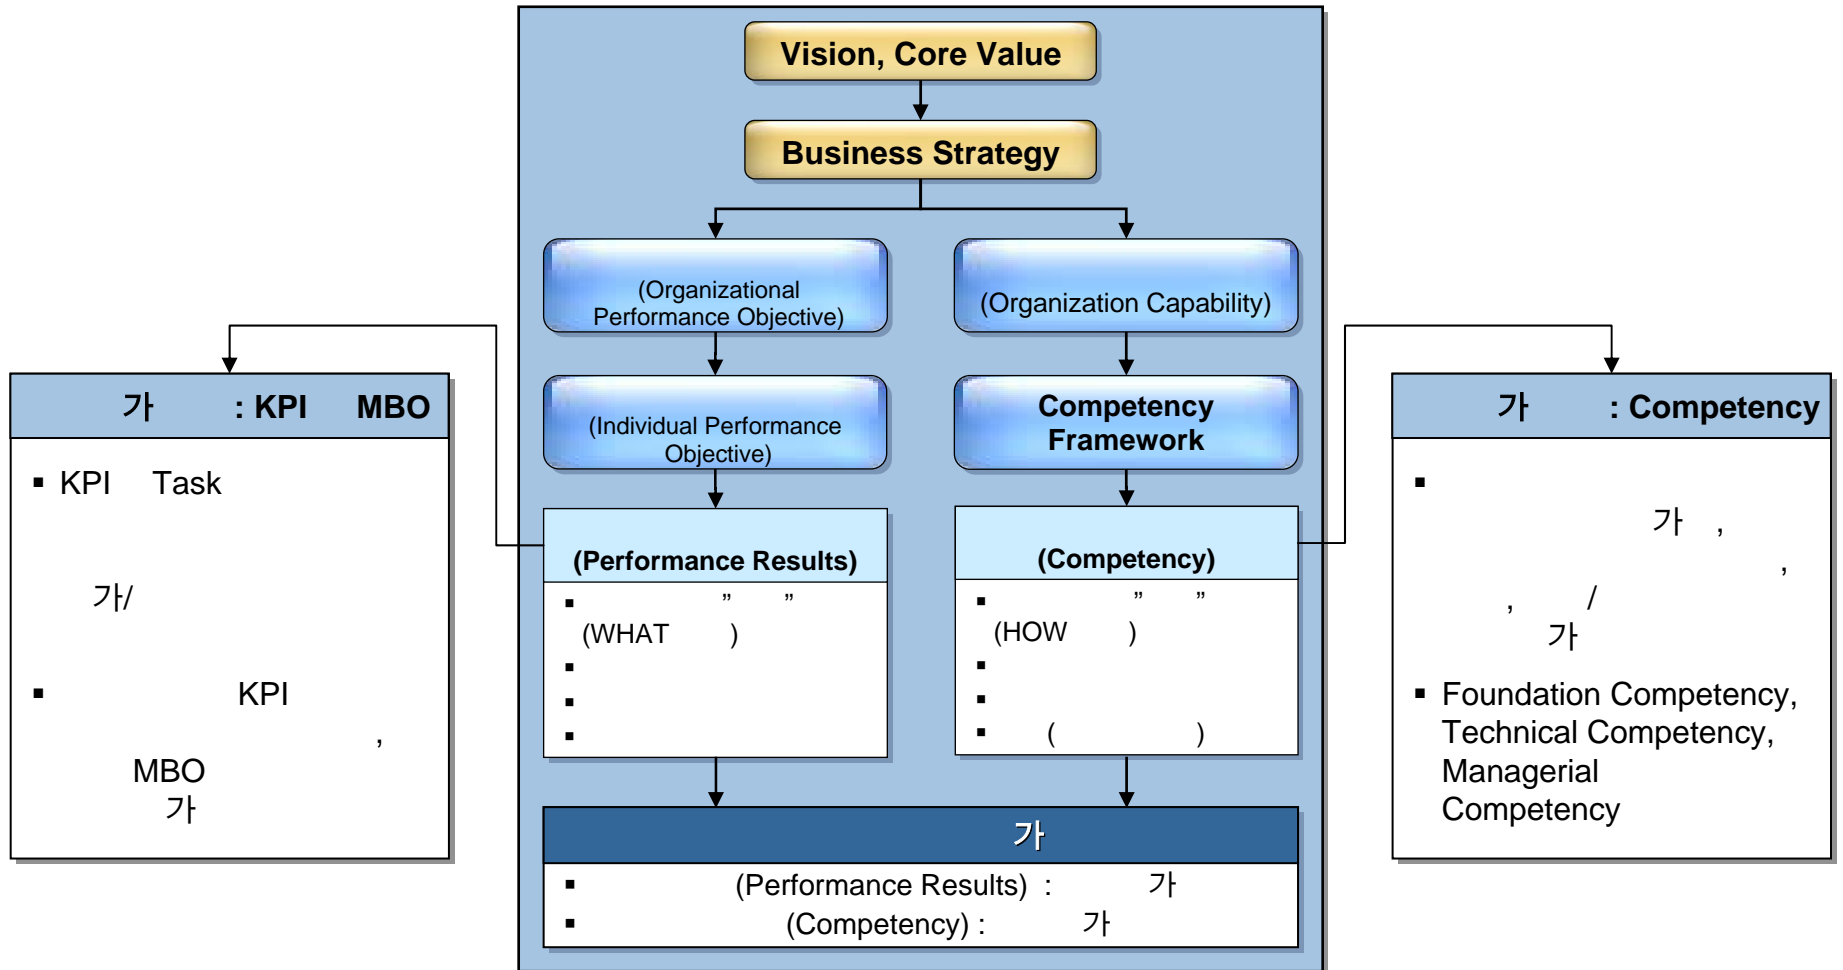 Vision, Core Value
Business Strategy
(Organizational
Performance Objective)
(Organization Capability)
(Individual Performance
Objective)
Competency
Framework
가 : KPI MBO
▪ KPI Task
가/
▪ KPI
,
MBO
가
(Performance Results)
▪ ” ”
(WHAT )
▪
▪
▪
(Competency)
▪ ” ”
(HOW )
▪
▪
▪ ( )
가 : Competency
▪
가 ,
,
, /
가
▪ Foundation Competency,
Technical Competency,
Managerial
Competency
가
▪ (Performance Results) : 가
▪ (Competency) : 가